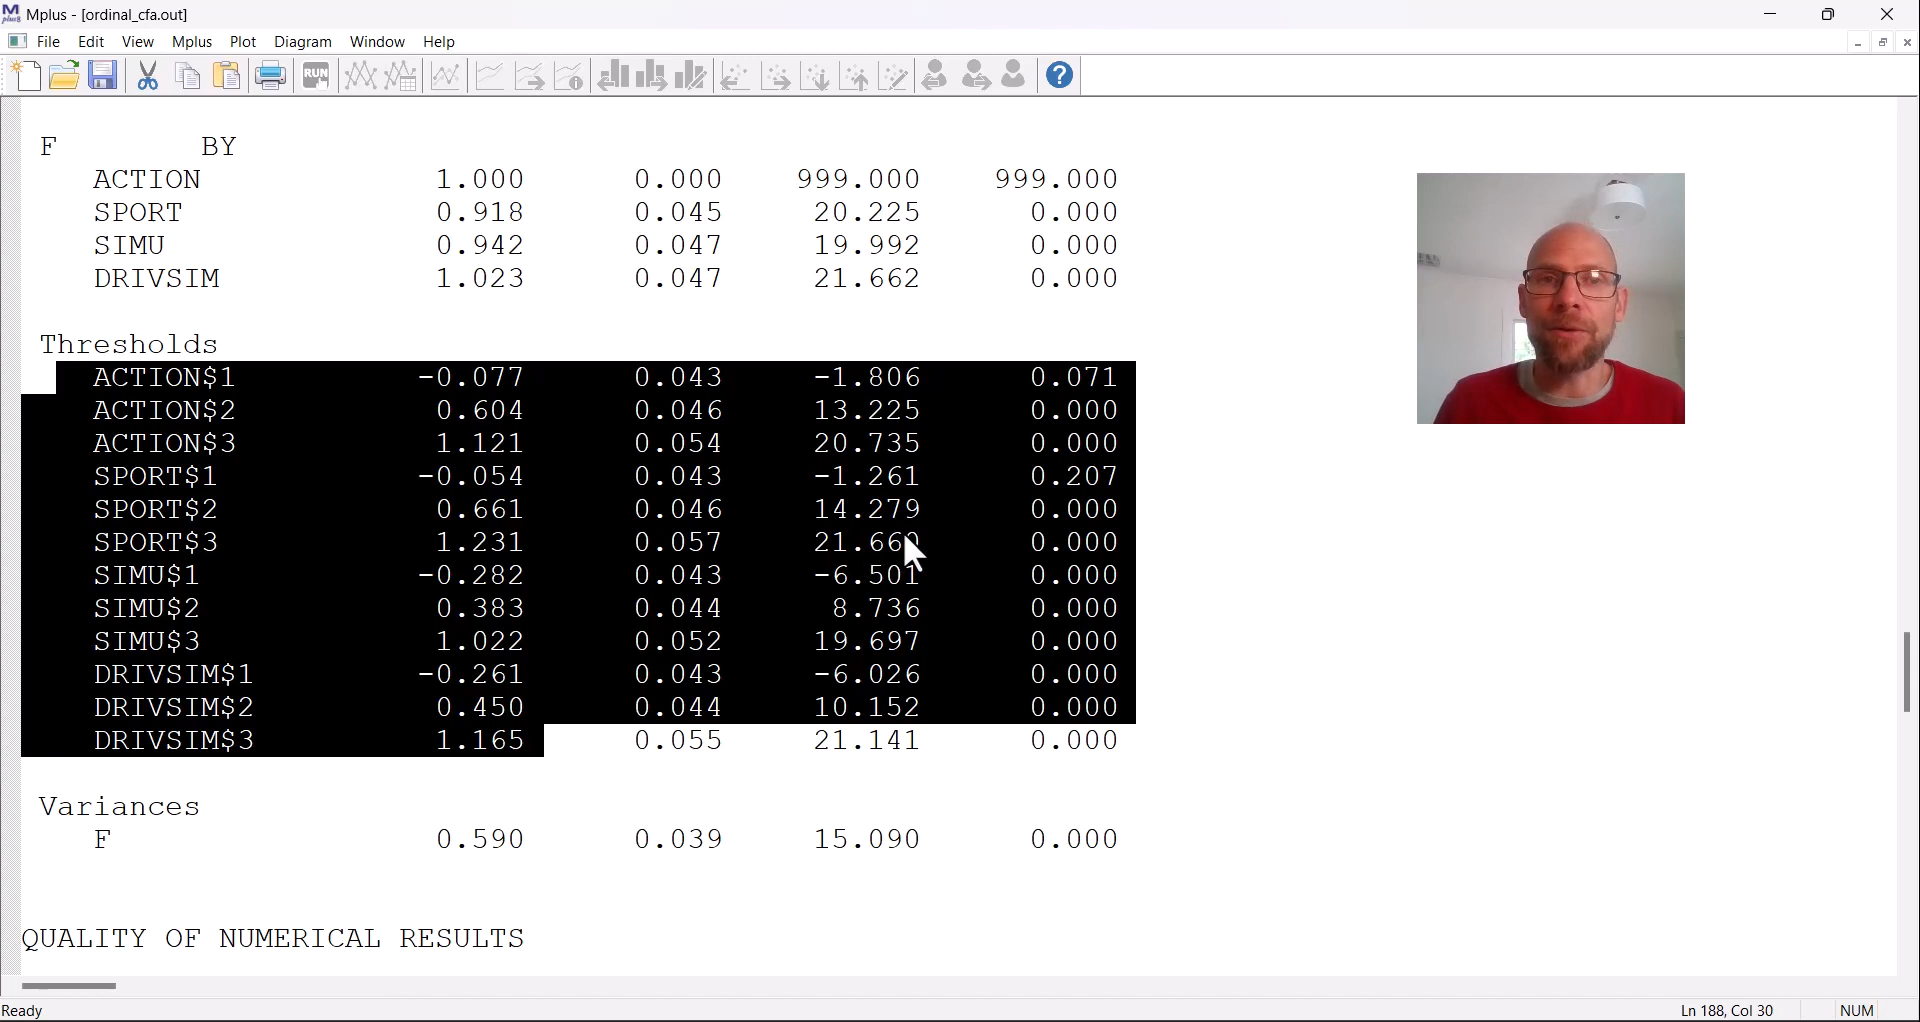 Mplus - [ordinal_cfa.out]
File Edit View Mplus Plot Diagram Window Help
RUN
F BY
ACTION 1.000 0.000 999.000 999.000
SPORT 0.918 0.045 20.225 0.000
SIMU 0.942 0.047 19.992 0.000
DRIVSIM 1.023 0.047 21.662 0.000
Thresholds
ACTION$1 -0.077 0.043 -1.806 0.071
ACTION$2 0.604 0.046 13.225 0.000
ACTION$3 1.121 0.054 20.735 0.000
SPORT$1 -0.054 0.043 -1.261 0.207
SPORT$2 0.661 0.046 14.279 0.000
SPORT$3 1.231 0.057 0.000
SIMU$1 -0.282 0.043 -6.501 0.000
SIMU$2 0.383 0.044 8.736 0.000
SIMU$3 1.022 0.052 19.697 0.000
DRIVSIM$1 -0.261 0.043 -6.026 0.000
DRIVSIM$2 0.450 0.044 10.152 0.000
DRIVSIM$3 1.165 0.055 21.141 0.000
Variances
F 0.590 0.039 15.090 0.000
QUALITY OF NUMERICAL RESULTS
Ready Ln 188, Col 30 NUM